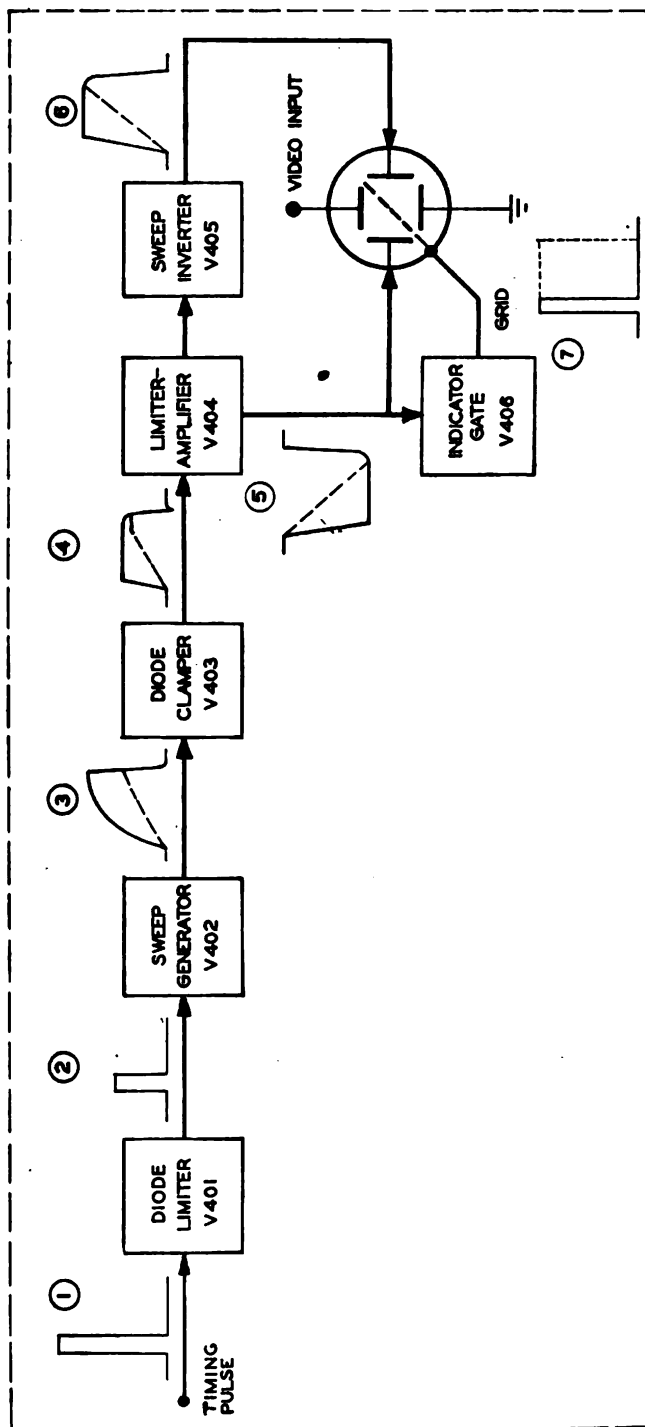 TIMING
PULSE
1
DIODE
LIMITER
V401
2
SWEEP
GENERATOR
V402
3
DIODE
CLAMPER
V403
4
LIMITER-
AMPLIFIER
V404
5
SWEEP
INVERTER
V405
6
VIDEO INPUT
INDICATOR
GATE
V406
GRID
7